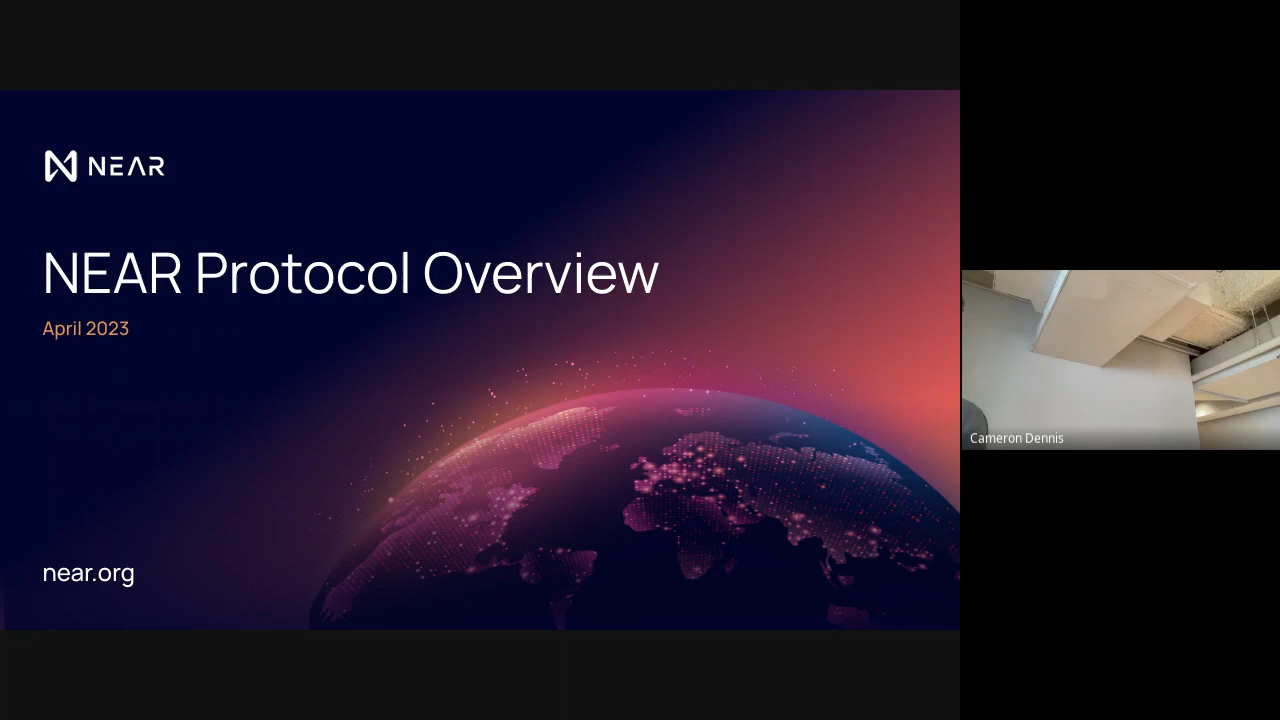 NEAR
NEAR Protocol Overview
April 2023
near.org
Cameron Dennis